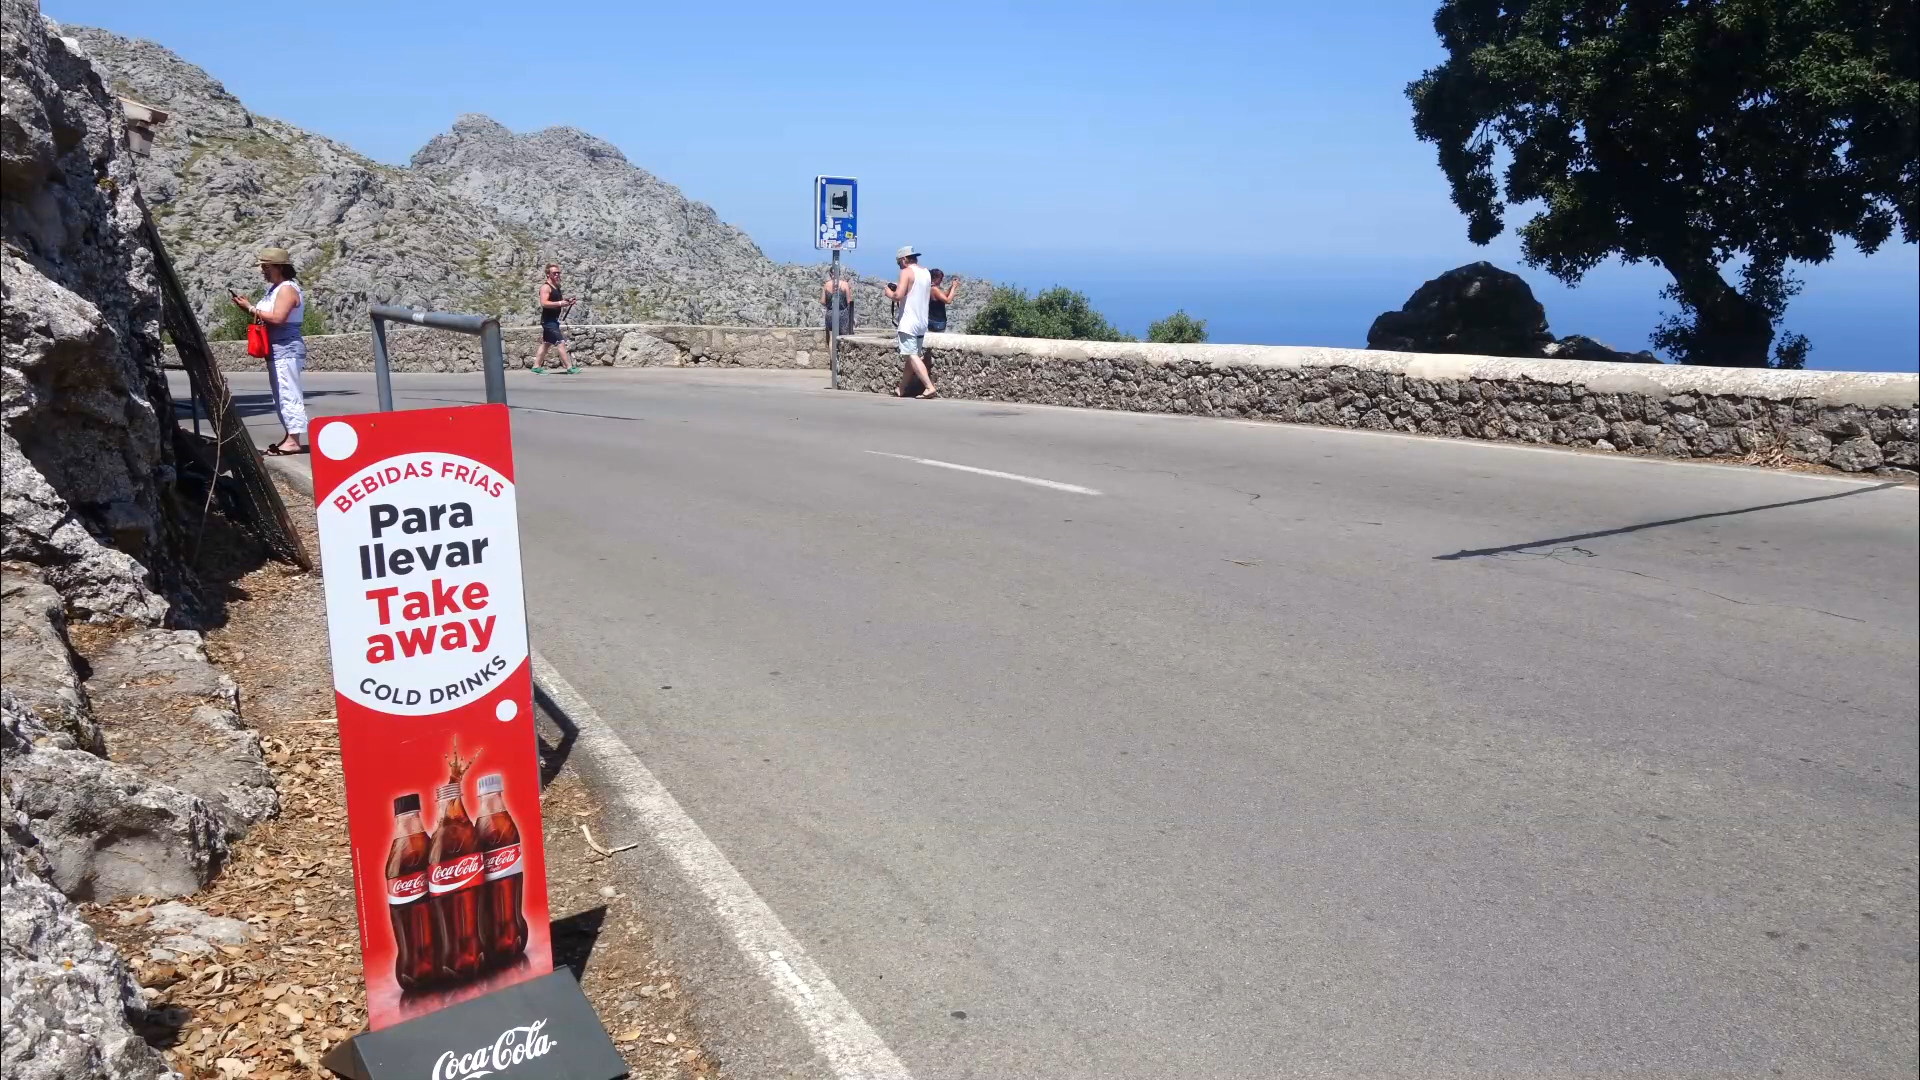 BEBIDAS FRÍAS
Para
llevar
Take
away
COLD DRINKS
Coca-Cola
Coca-Cola
Coca-Cola
Coca-Cola